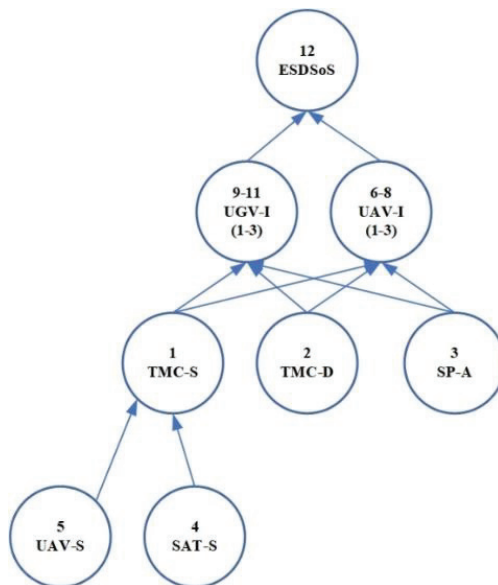 12
ESDSoS
9-11
UGV-I
(1-3)
6-8
UAV-I
(1-3)
1
TMC-S
2
TMC-D
3
SP-A
5
UAV-S
4
SAT-S